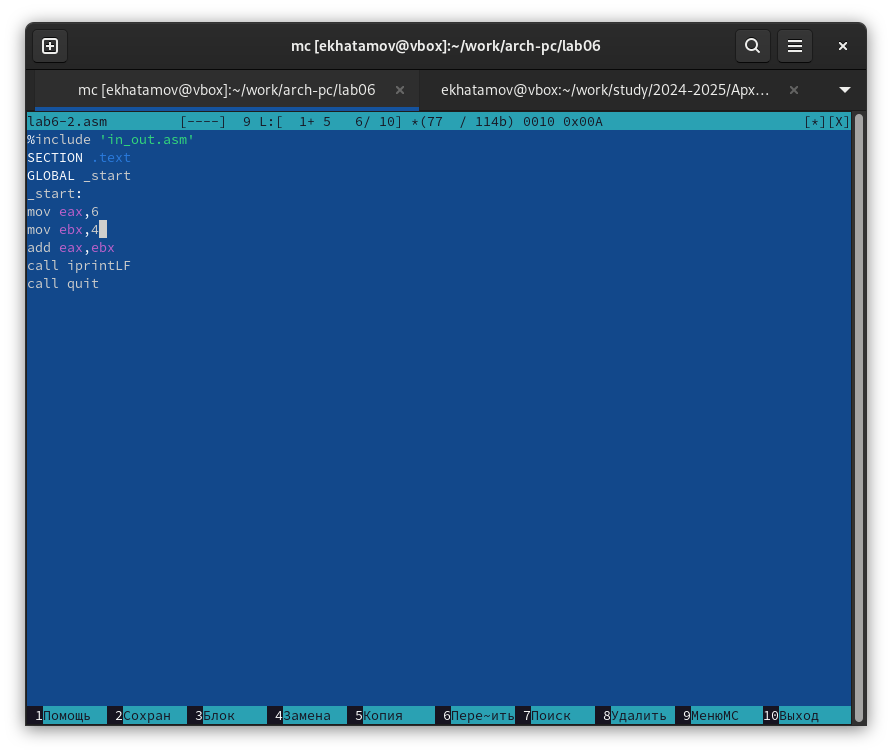 mc [ekhatamov@vbox]:~/work/arch-pc/lab06
mc [ekhatamov@vbox]:~/work/arch-pc/lab06 × ekhatamov@vbox:~/work/study/2024-2025/Арх... ×
lab6-2.asm [----] 9 L:[ 1+ 5 6/ 10] *(77 / 114b) 0010 0x00A [*][X]
%include 'in_out.asm'
SECTION .text
GLOBAL _start
_start:
mov eax,6
mov ebx,4
add eax,ebx
call iprintLF
call quit
1Помощь 2Сохран 3Блок 4Замена 5Копия 6Пере~ить 7Поиск 8Удалить 9МенюMC 10Выход